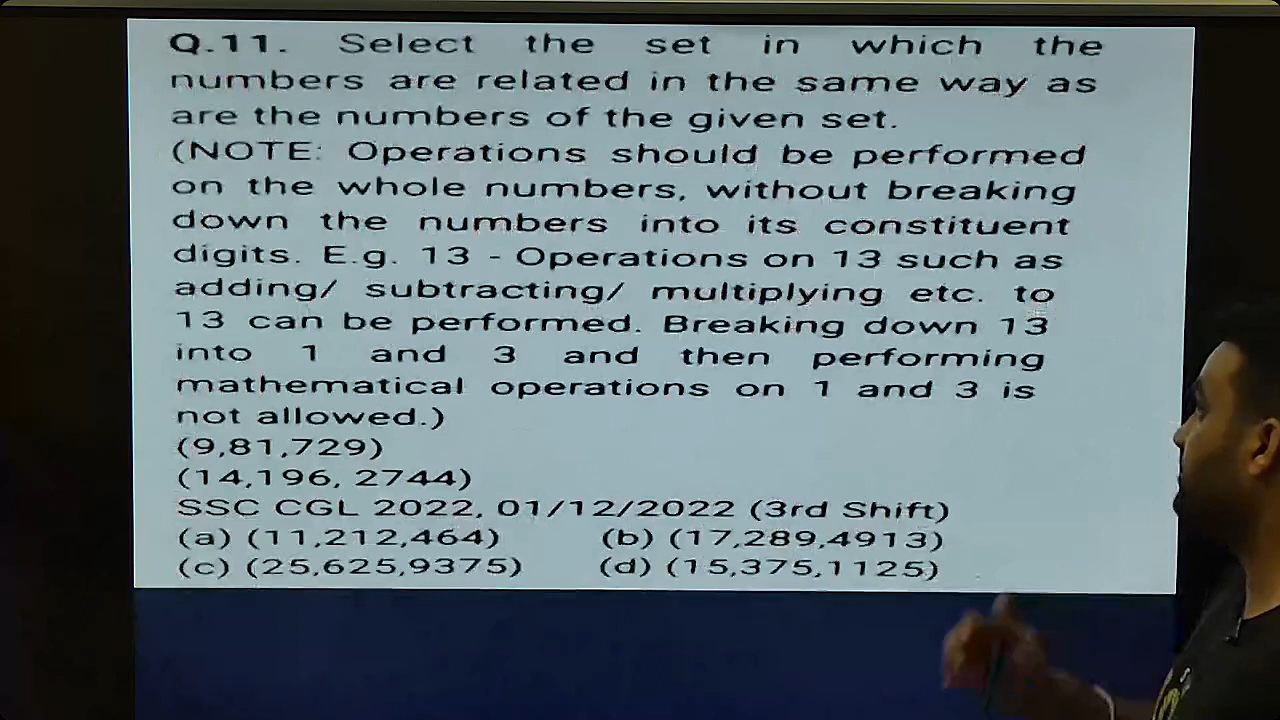 Q.11. Select the set in which the
numbers are related in the same way as
are the numbers of the given set.
(NOTE: Operations should be performed
on the whole numbers, without breaking
down the numbers into its constituent
digits. E.g. 13 - Operations on 13 such as
adding/ subtracting/ multiplying etc. to
13 can be performed. Breaking down 13
into 1 and 3 and then performing
mathematical operations on 1 and 3 is
not allowed.)
(9,81,729)
(14,196, 2744)
SSC CGL 2022, 01/12/2022 (3rd Shift)
(a) (11,212,464) (b) (17,289,4913)
(c) (25,625,9375) (d) (15,375,1125)